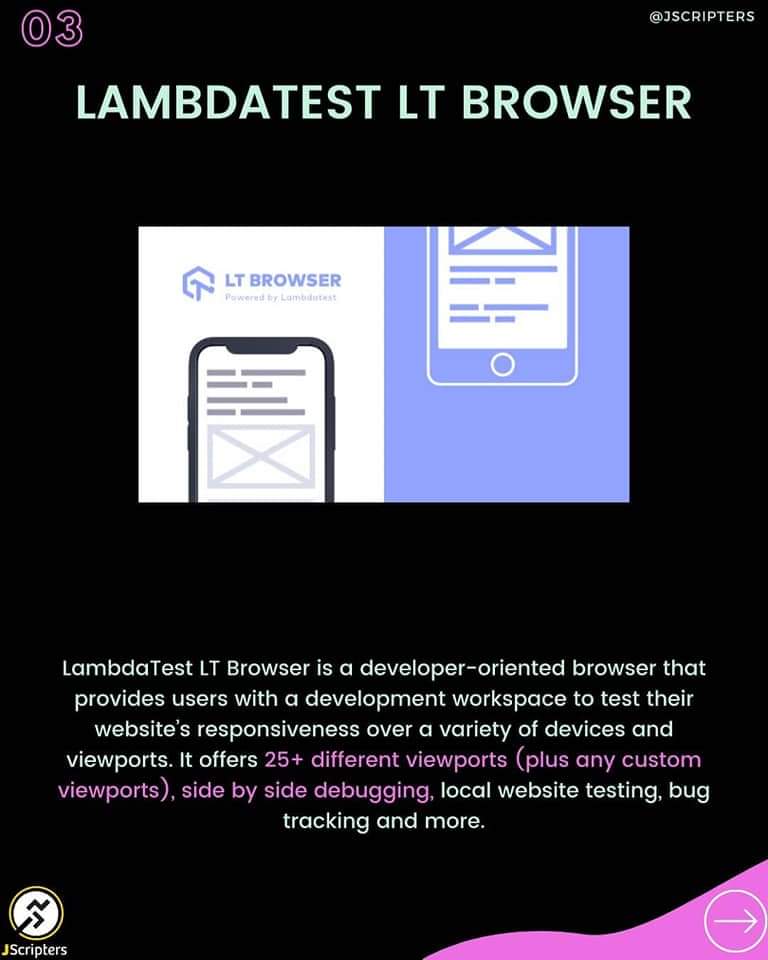 03
@JSCRIPTERS
LAMBDATEST LT BROWSER
LT BROWSER
Powered by Lambdatest
LambdaTest LT Browser is a developer-oriented browser that
provides users with a development workspace to test their
website's responsiveness over a variety of devices and
viewports. It offers 25+ different viewports (plus any custom
viewports), side by side debugging, local website testing, bug
tracking and more.
JScripters